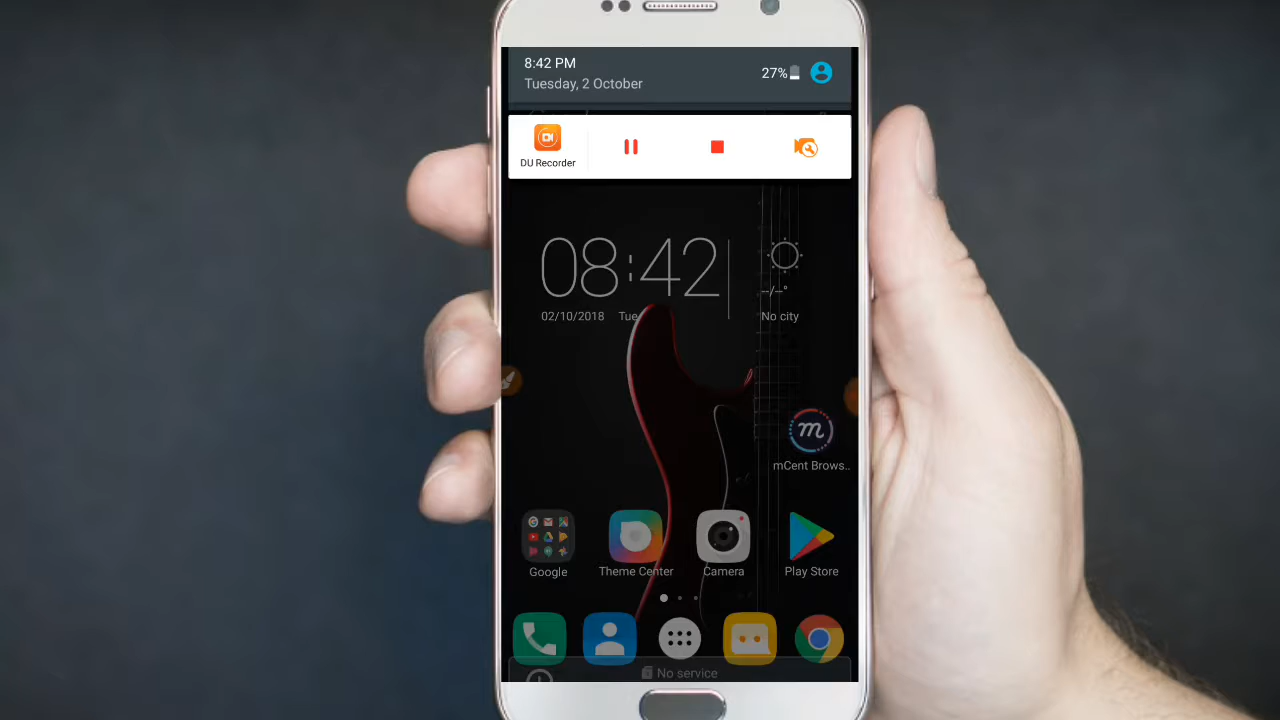 8:42 PM
Tuesday, 2 October
27%
DU Recorder
08:42
02/10/2018 Tue
--/--°
No city
m
mCent Brows..
Google
Theme Center
Camera
Play Store
No service